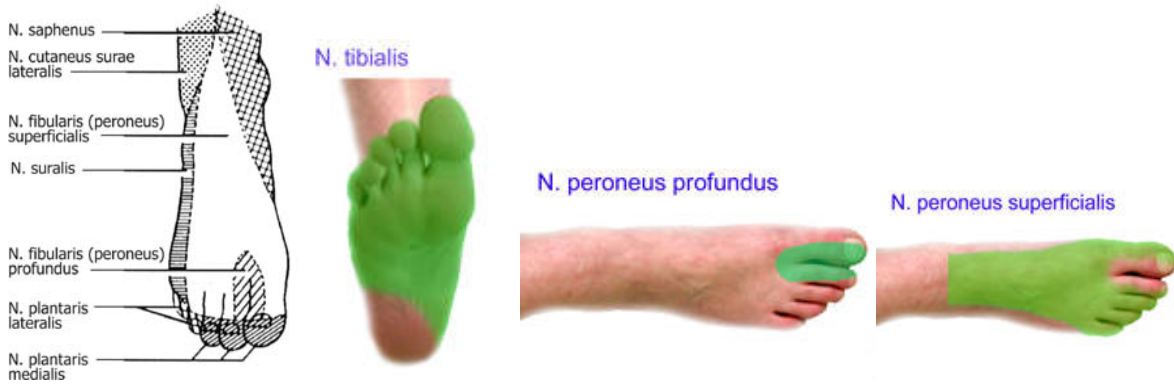 N. saphenus
N. cutaneus surae
lateralis
N. fibularis (peroneus)
superficialis
N. suralis
N. fibularis (peroneus)
profundus
N. plantaris
lateralis
N. plantaris
medialis
N. tibialis
N. peroneus profundus
N. peroneus superficialis